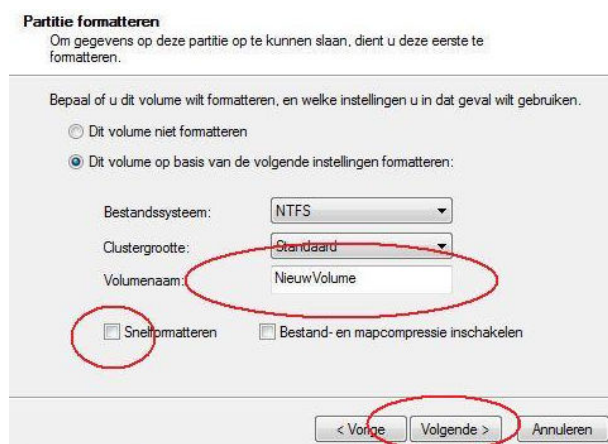 Partitie formatteren
Om gegevens op deze partitie op te kunnen slaan, dient u deze eerste te
formatteren.
Bepaal of u dit volume wilt formatteren, en welke instellingen u in dat geval wilt gebruiken.
Dit volume niet formatteren
Dit volume op basis van de volgende instellingen formatteren:
Bestandssysteem: NTFS
Clustergrootte: Standaard
Volumenaam: NieuwVolume
Snelformatteren Bestand- en mapcompressie inschakelen
< Vorige Volgende > Annuleren